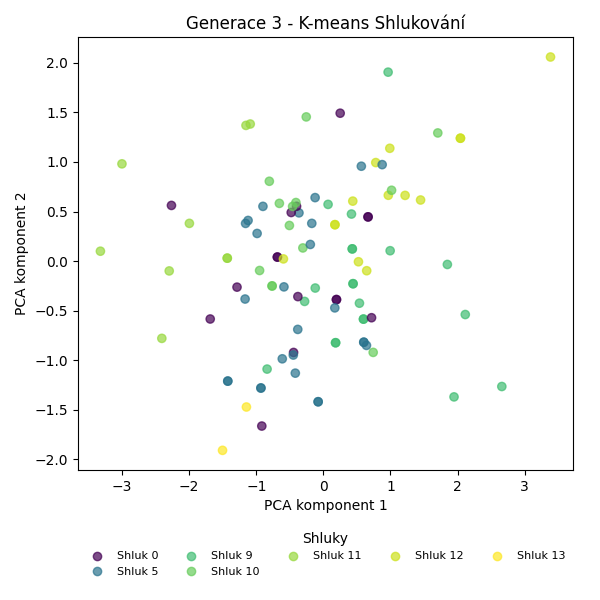 Generace 3 - K-means Shlukování
PCA komponent 2
2.0
1.5
1.0
0.5
0.0
−0.5
−1.0
−1.5
−2.0
−3 −2 −1 0 1 2 3
PCA komponent 1
Shluky
Shluk 0 Shluk 9 Shluk 11 Shluk 12 Shluk 13
Shluk 5 Shluk 10